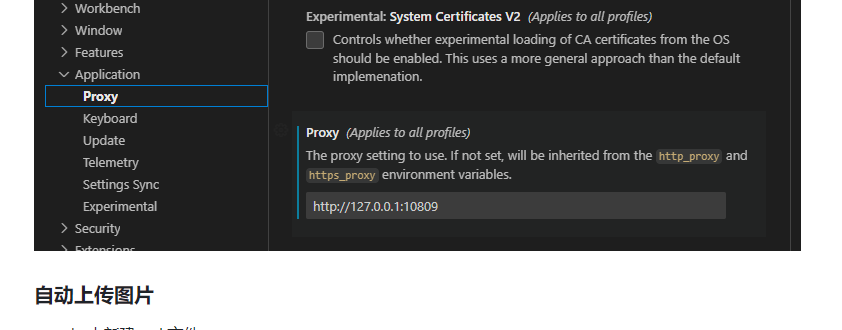 Workbench
Window
Features
Application
Proxy
Keyboard
Update
Telemetry
Settings Sync
Experimental
Security
Extensions
Experimental: System Certificates V2 (Applies to all profiles)
Controls whether experimental loading of CA certificates from the OS
should be enabled. This uses a more general approach than the default
implemenation.
Proxy (Applies to all profiles)
The proxy setting to use. If not set, will be inherited from the http_proxy and
https_proxy environment variables.
http://127.0.0.1:10809
自动上传图片